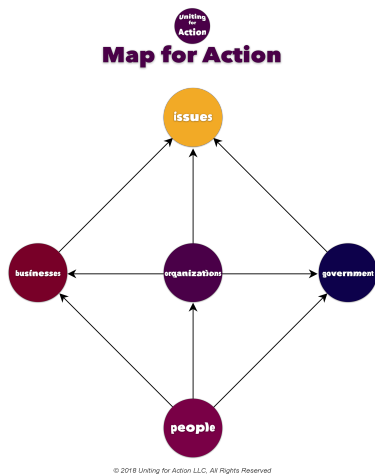 Uniting
for
Action
Map for Action
issues
businesses
organizations
government
people
© 2018 Uniting for Action LLC, All Rights Reserved